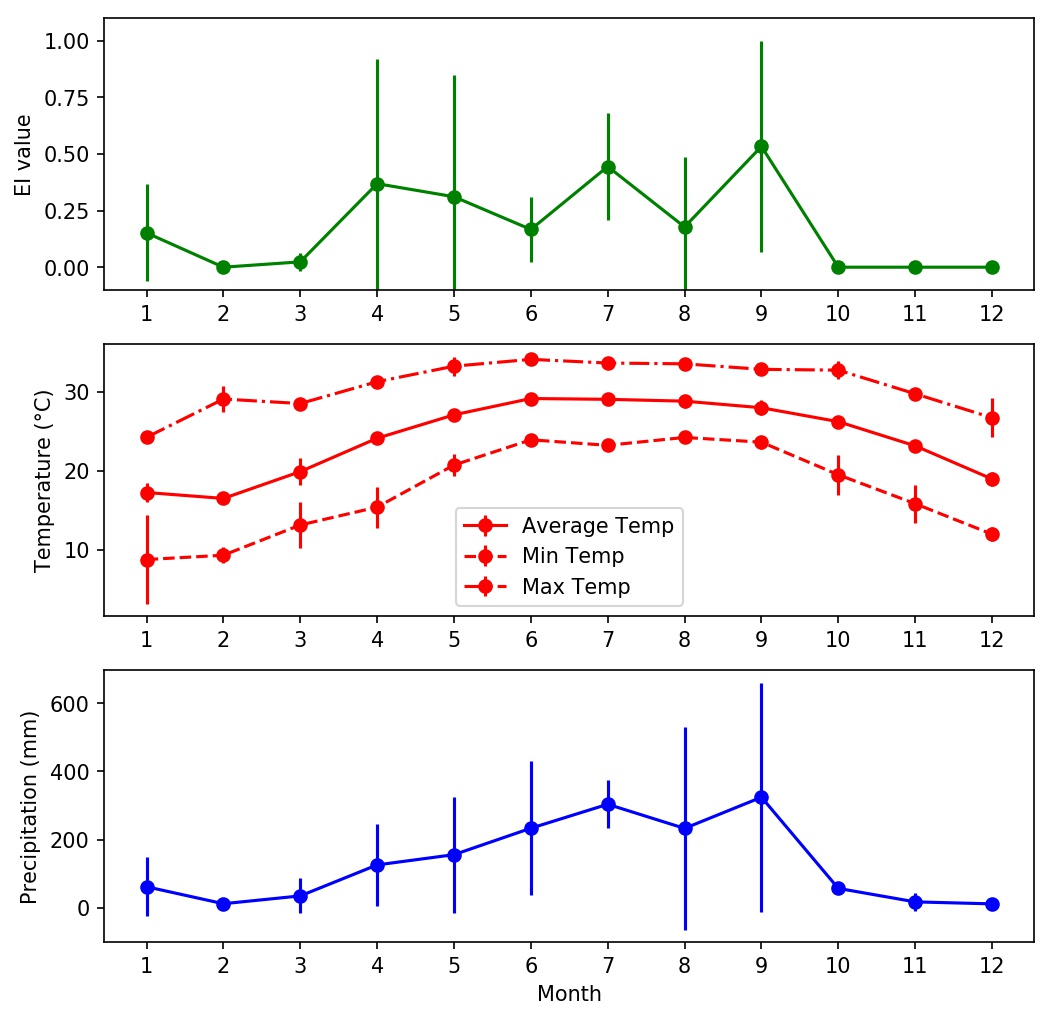 EI value
1.00
0.75
0.50
0.25
0.00
1 2 3 4 5 6 7 8 9 10 11 12
Temperature (°C)
30
20
10
Average Temp
Min Temp
Max Temp
1 2 3 4 5 6 7 8 9 10 11 12
Precipitation (mm)
600
400
200
0
1 2 3 4 5 6 7 8 9 10 11 12
Month